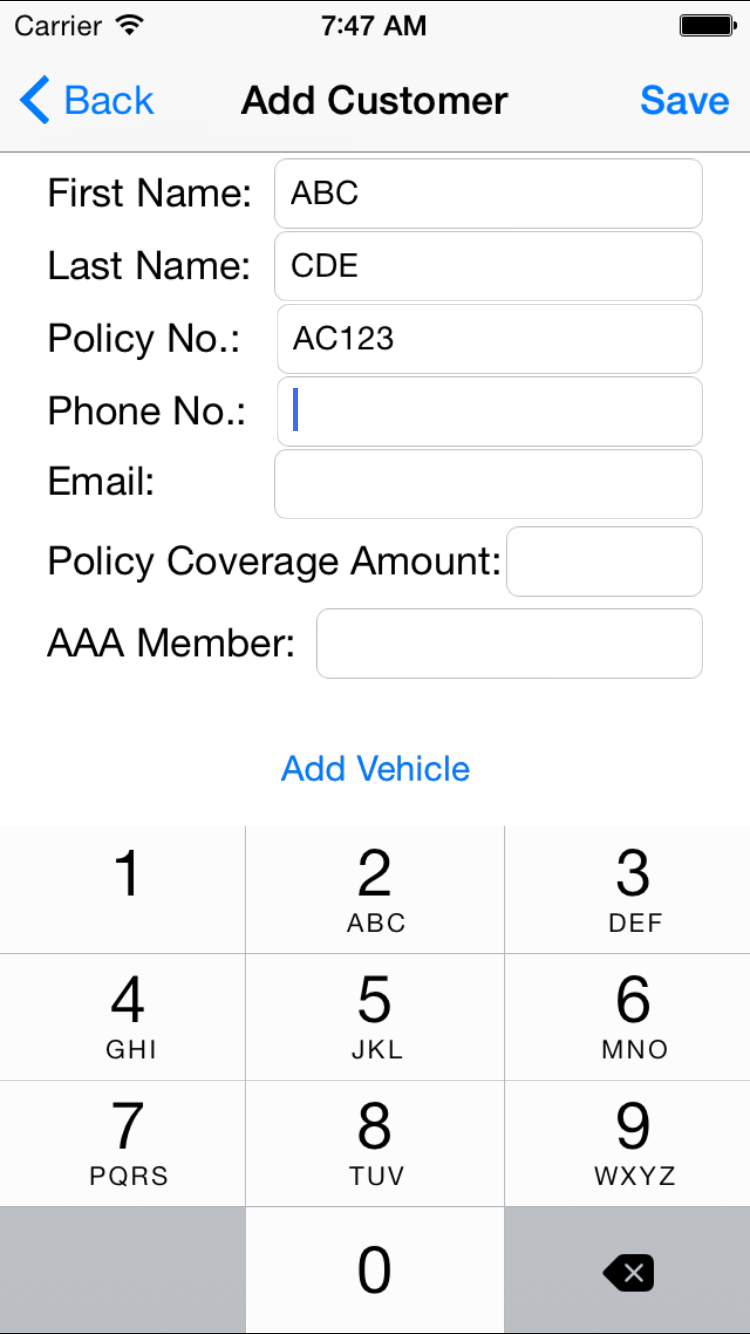 Carrier 7:47 AM
Back Add Customer Save
First Name: ABC
Last Name: CDE
Policy No.: AC123
Phone No.:
Email:
Policy Coverage Amount:
AAA Member:
Add Vehicle
1 2 3
ABC DEF
4 5 6
GHI JKL MNO
7 8 9
PQRS TUV WXYZ
0